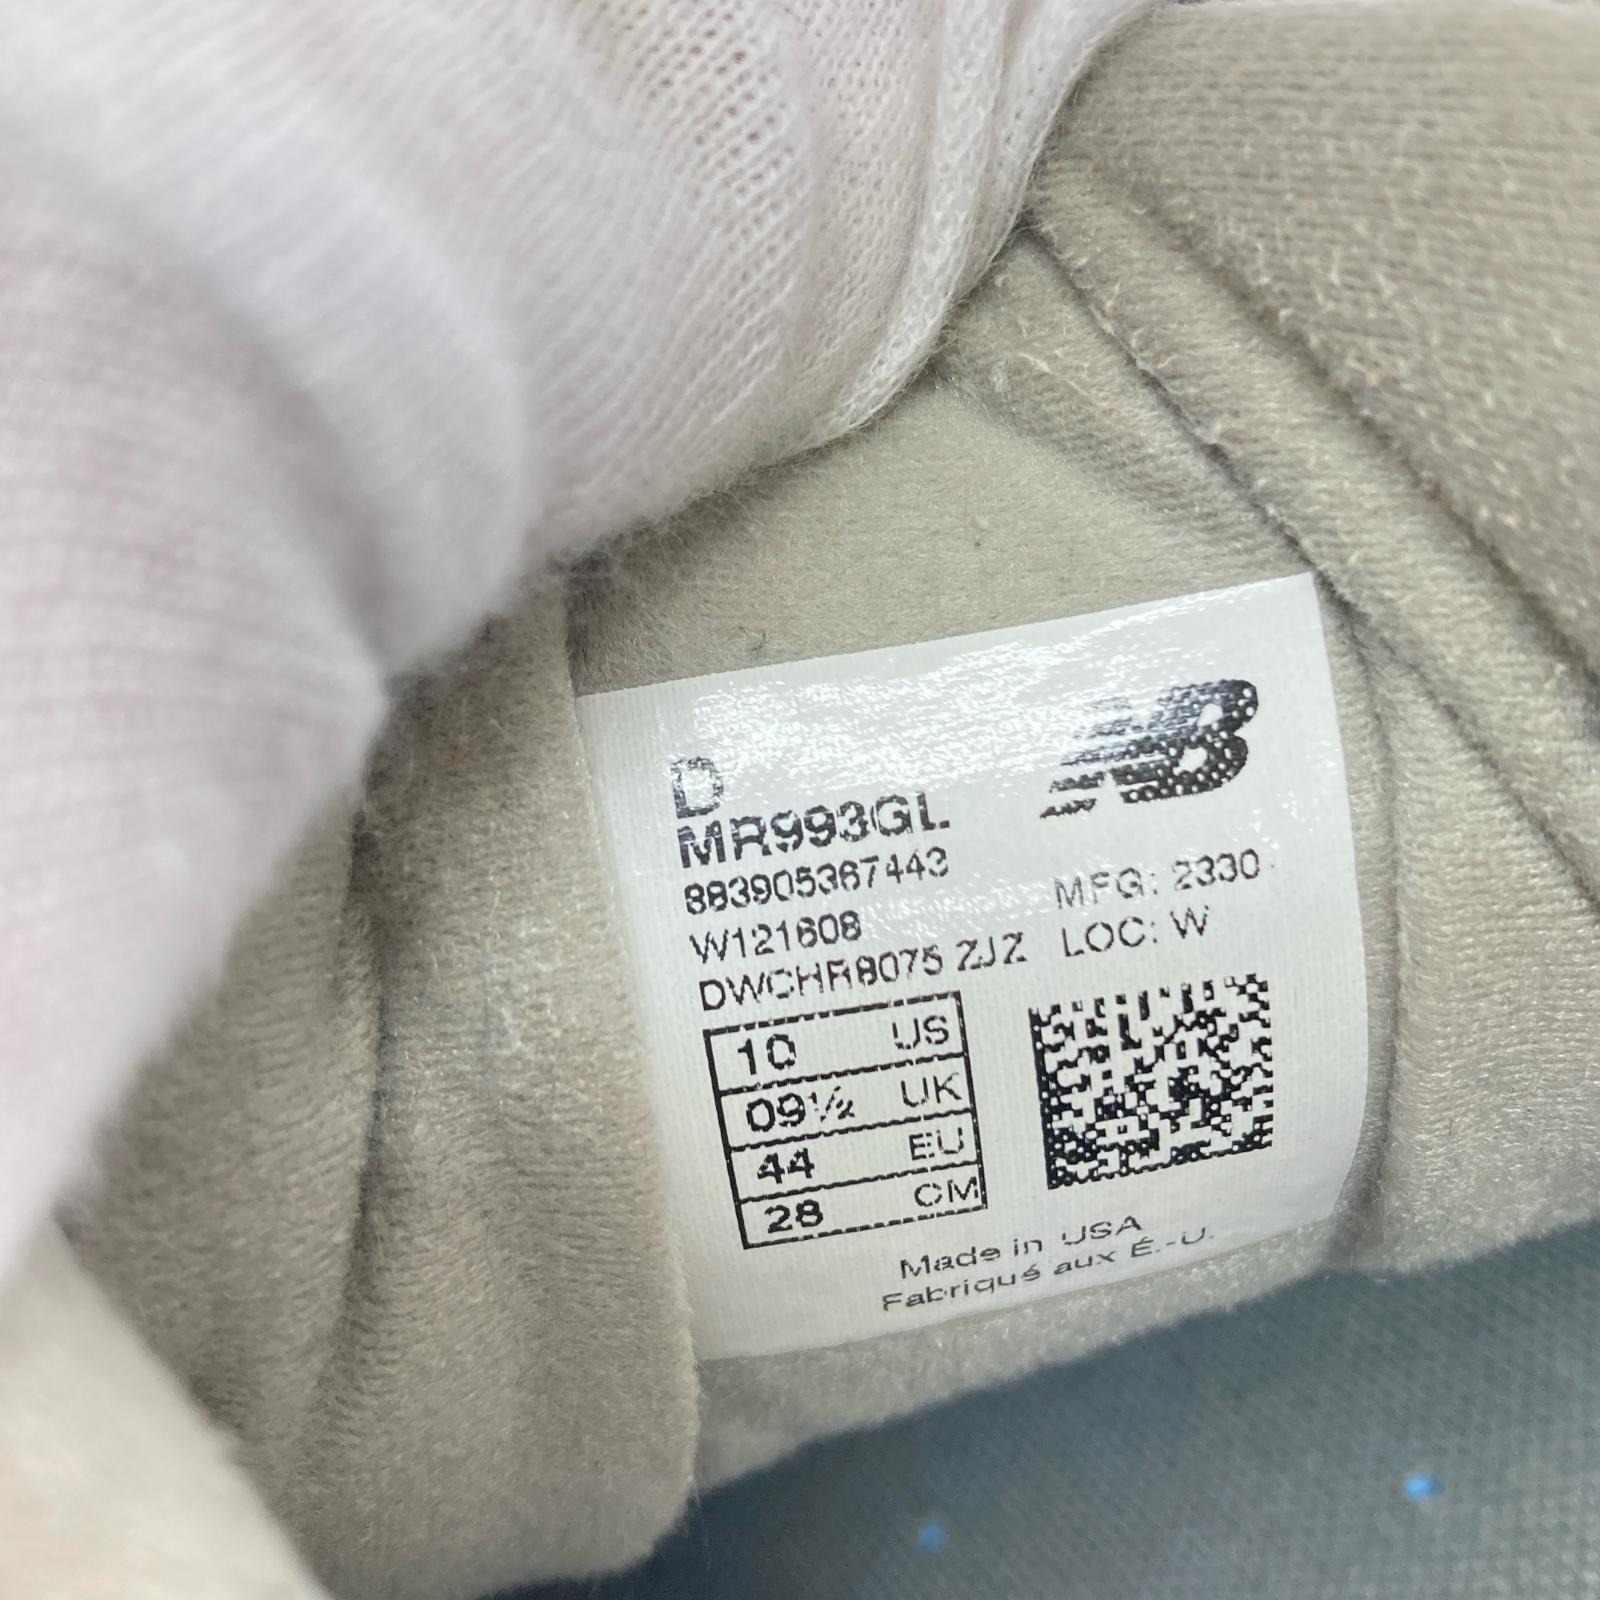 NB
D
MR993GL
883905367443
W121608
MFG: 2330
DWCHR8075 ZJZ
LOC: W
10 US
09½ UK
44 EU
28 CM
Made in USA
Fabriqué aux É.-U.